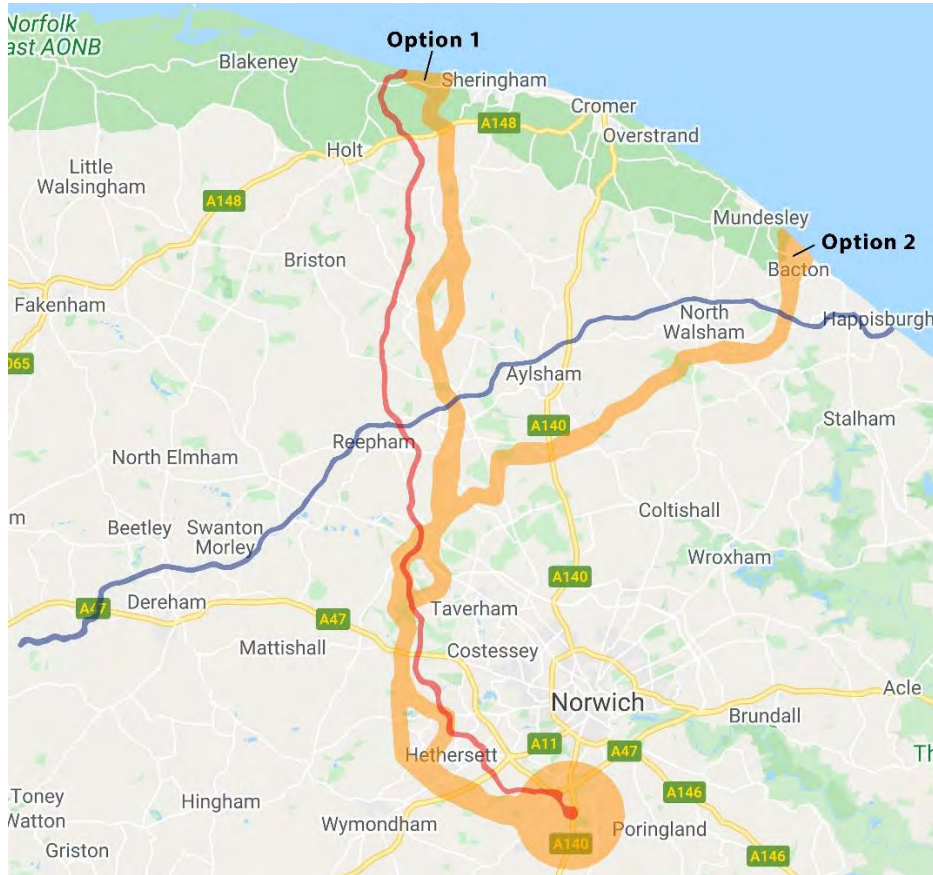 Norfolk
ast AONB
Option 1
Blakeney
Sheringham
Cromer
A148
Overstrand
Holt
Little
Walsingham
A148
Mundesley
Option 2
Briston
Bacton
Fakenham
North
Walsham
Happisburgh
065
Aylsham
A140
Stalham
Reepham
North Elmham
m
Coltishall
Beetley
Swanton
Morley
Wroxham
A140
A47
Dereham
Taverham
A47
Mattishall
Costessey
Norwich
Acle
Brundall
A11
A47
Hethersett
Th
Toney
Watton
Hingham
A146
Wymondham
Poringland
A140
A146
Griston